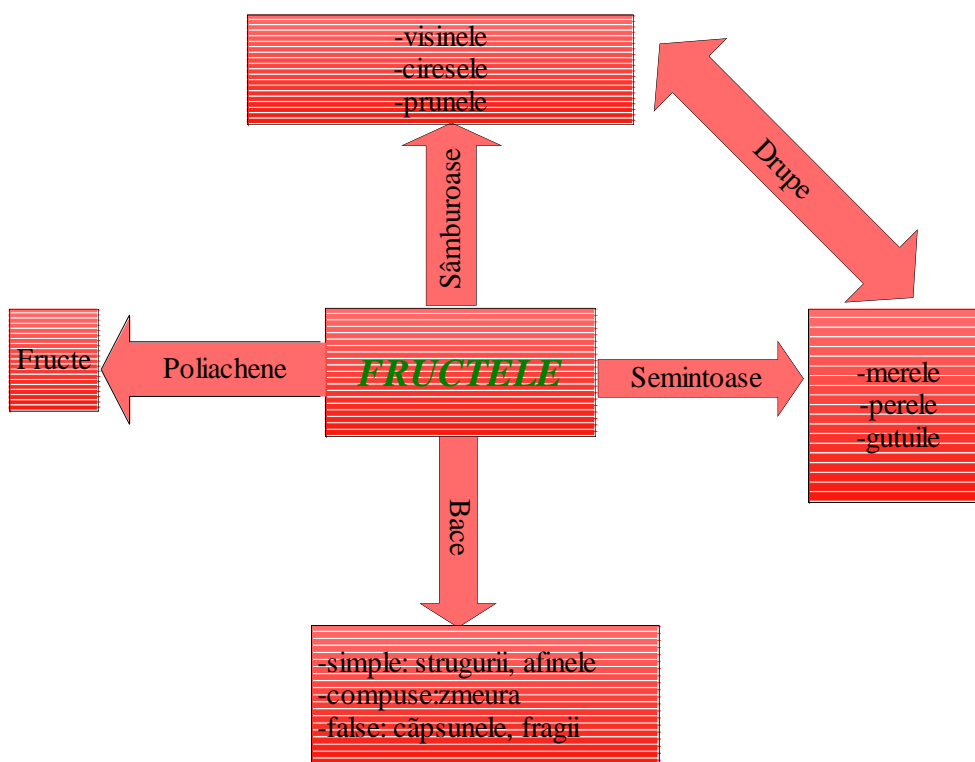 -visinele
-ciresele
-prunele
Drupe
Sâmburoase
Fructe
Poliachene
FRUCTELE
Semintoase
-merele
-perele
-gutuile
Bace
-simple: strugurii, afinele
-compuse:zmeura
-false: cãpsunele, fragii